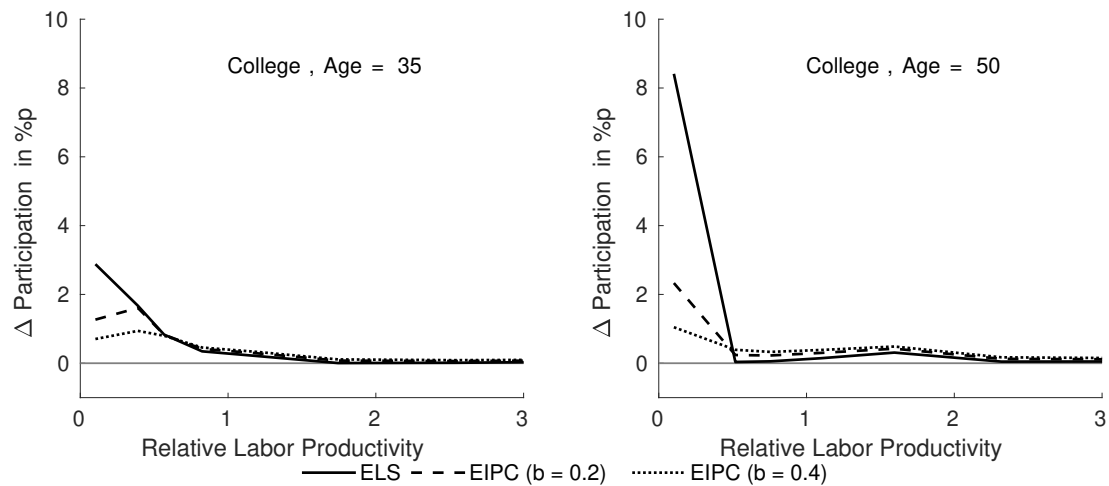 College , Age = 35
Δ Participation in %p
10
8
6
4
2
0
0 1 2 3
Relative Labor Productivity
College , Age = 50
Δ Participation in %p
10
8
6
4
2
0
0 1 2 3
Relative Labor Productivity
ELS EIPC (b = 0.2) EIPC (b = 0.4)